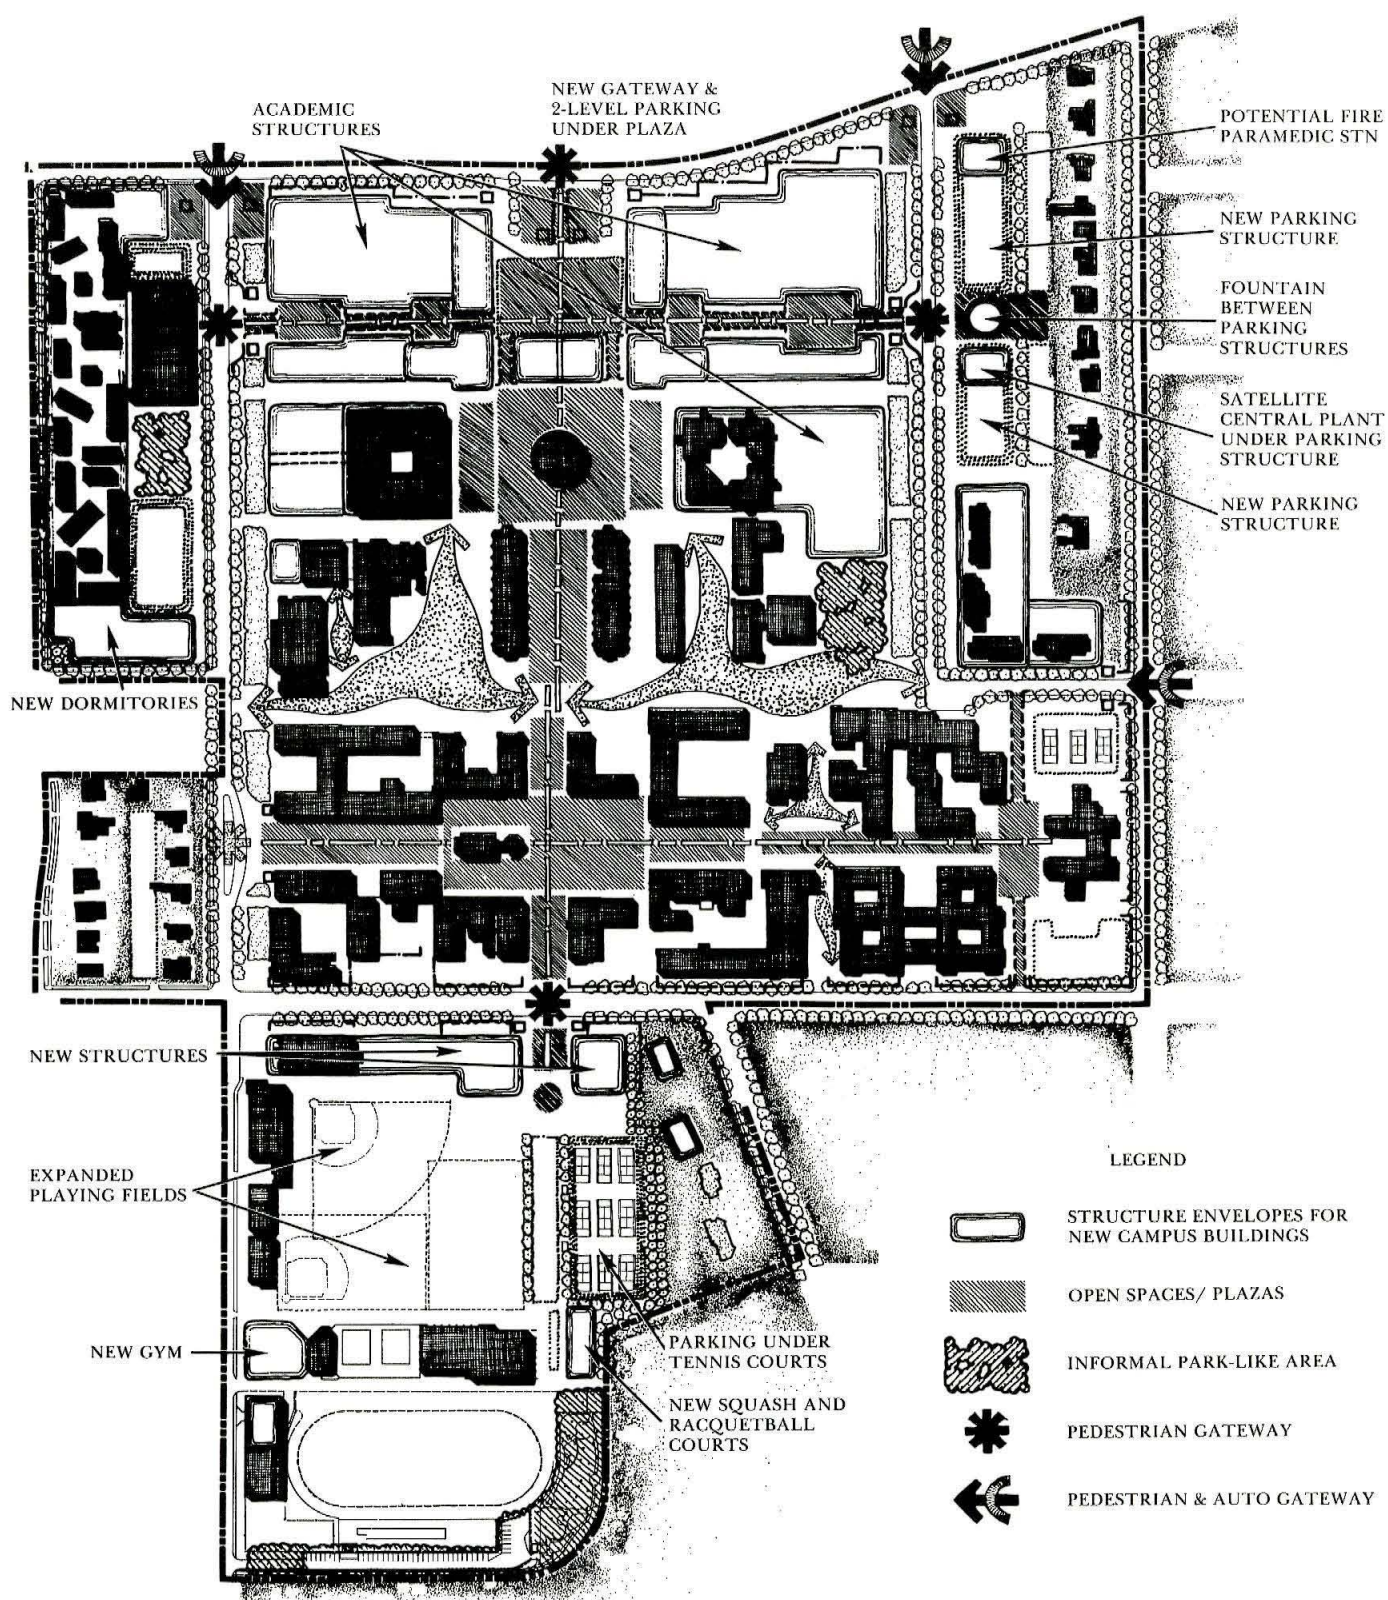 ACADEMIC
STRUCTURES
NEW GATEWAY &
2-LEVEL PARKING
UNDER PLAZA
POTENTIAL FIRE
PARAMEDIC STN
NEW PARKING
STRUCTURE
FOUNTAIN
BETWEEN
PARKING
STRUCTURES
SATELLITE
CENTRAL PLANT
UNDER PARKING
STRUCTURE
NEW PARKING
STRUCTURE
NEW DORMITORIES
NEW STRUCTURES
EXPANDED
PLAYING FIELDS
NEW GYM
PARKING UNDER
TENNIS COURTS
NEW SQUASH AND
RACQUETBALL
COURTS
LEGEND
STRUCTURE ENVELOPES FOR
NEW CAMPUS BUILDINGS
OPEN SPACES/ PLAZAS
INFORMAL PARK-LIKE AREA
PEDESTRIAN GATEWAY
PEDESTRIAN & AUTO GATEWAY